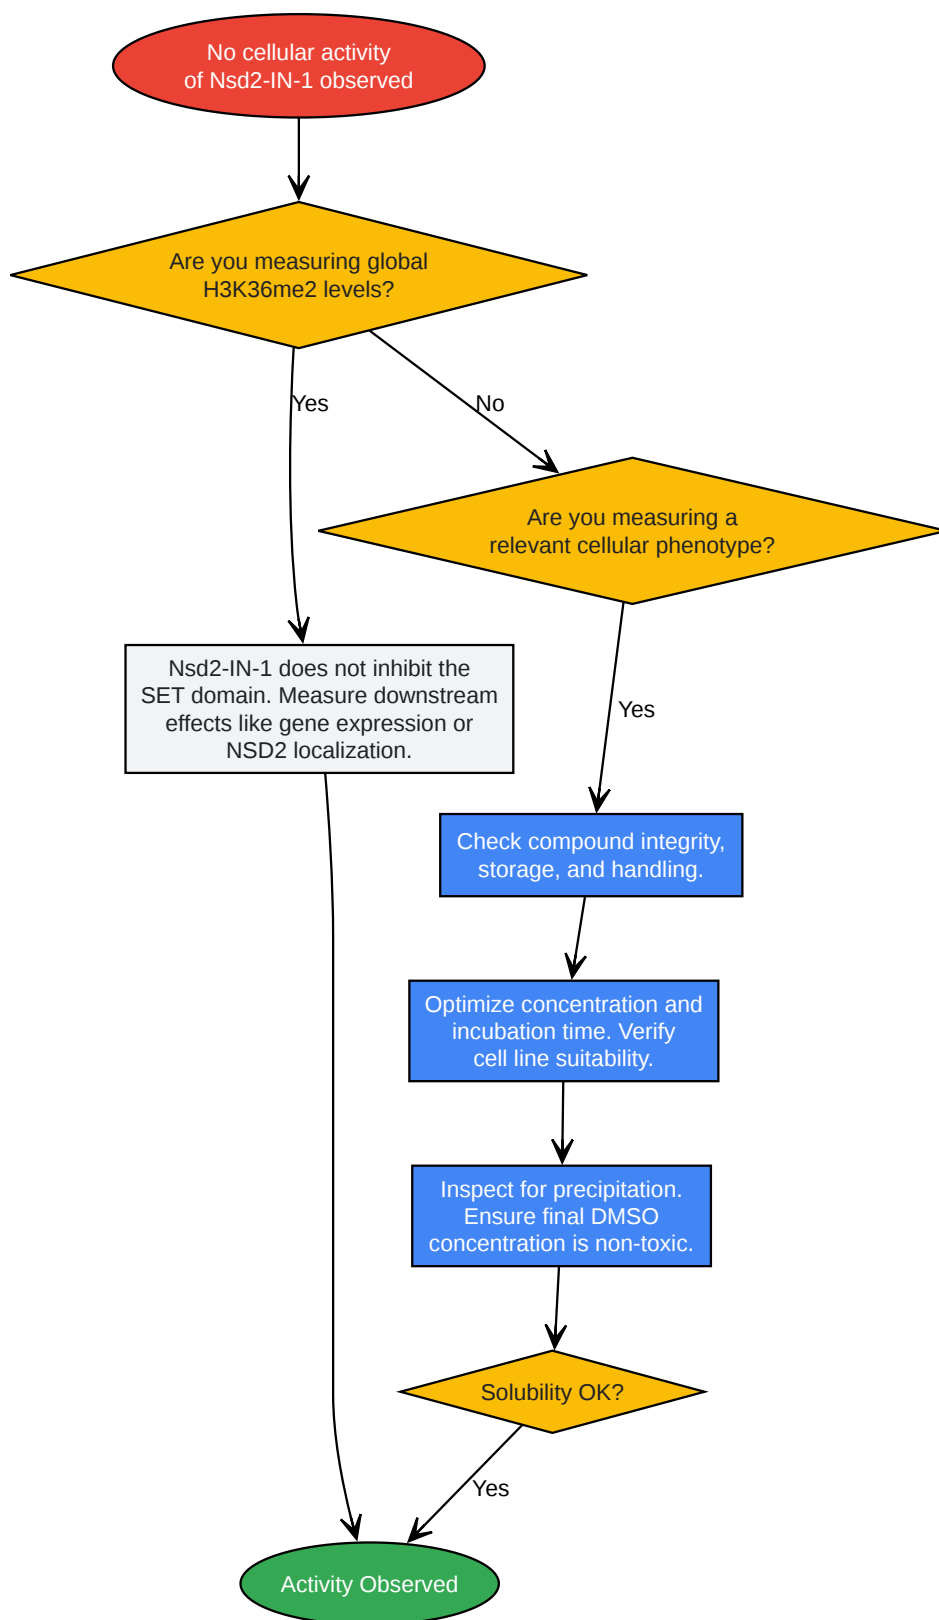 No cellular activity
of Nsd2-IN-1 observed
Are you measuring global
H3K36me2 levels?
Yes
No
Are you measuring a
relevant cellular phenotype?
Nsd2-IN-1 does not inhibit the
SET domain. Measure downstream
effects like gene expression or
NSD2 localization.
Yes
Check compound integrity,
storage, and handling.
Optimize concentration and
incubation time. Verify
cell line suitability.
Inspect for precipitation.
Ensure final DMSO
concentration is non-toxic.
Solubility OK?
Yes
Activity Observed